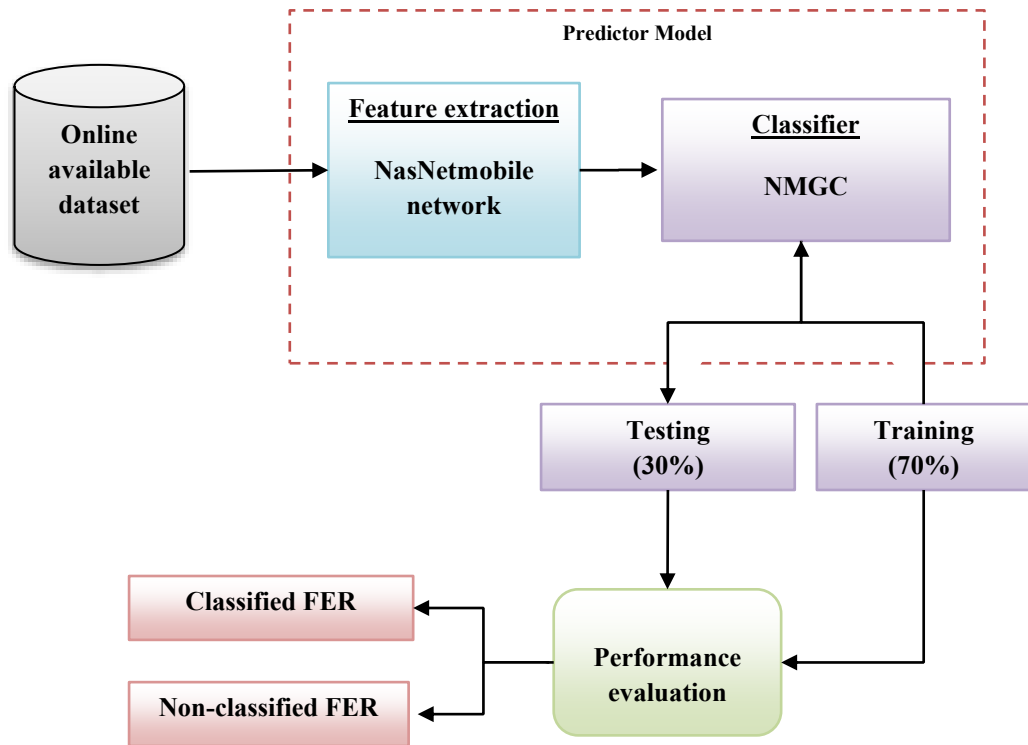 Predictor Model
Online
available
dataset
Feature extraction
NasNetmobile
network
Classifier
NMGC
Testing
(30%)
Training
(70%)
Classified FER
Non-classified FER
Performance
evaluation